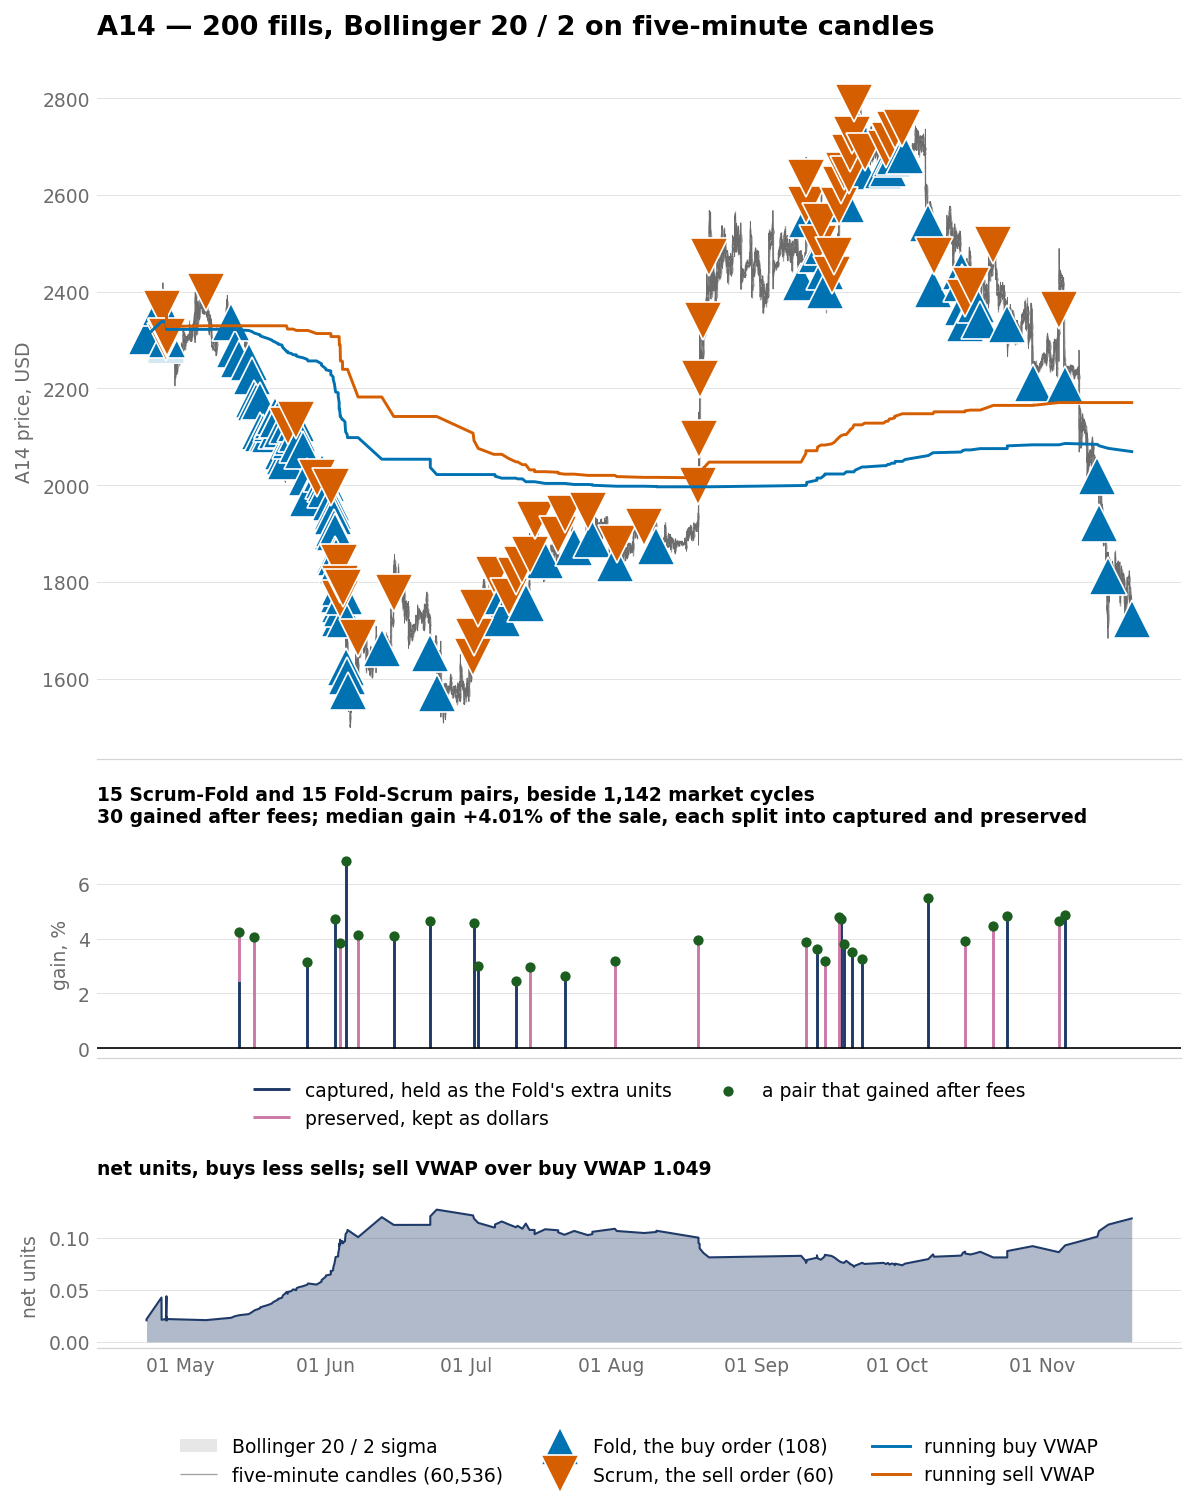 A14 — 200 fills, Bollinger 20 / 2 on five-minute candles
A14 price, USD
2800
2600
2400
2200
2000
1800
1600
15 Scrum-Fold and 15 Fold-Scrum pairs, beside 1,142 market cycles
30 gained after fees; median gain +4.01% of the sale, each split into captured and preserved
gain, %
6
4
2
0
captured, held as the Fold's extra units
a pair that gained after fees
preserved, kept as dollars
net units, buys less sells; sell VWAP over buy VWAP 1.049
net units
0.10
0.05
0.00
01 May 01 Jun 01 Jul 01 Aug 01 Sep 01 Oct 01 Nov
Bollinger 20 / 2 sigma
Fold, the buy order (108)
running buy VWAP
five-minute candles (60,536)
Scrum, the sell order (60)
running sell VWAP